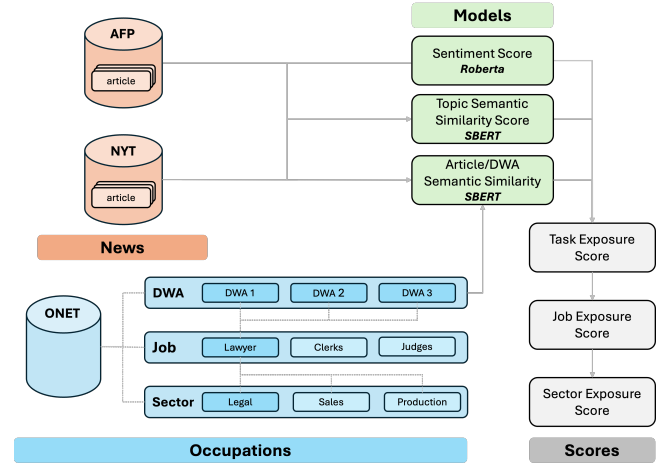 Models
AFP
article
Sentiment Score
Roberta
Topic Semantic
Similarity Score
SBERT
NYT
article
Article/DWA
Semantic Similarity
SBERT
News
Task Exposure
Score
ONET
DWA
DWA 1
DWA 2
DWA 3
Job
Lawyer
Clerks
Judges
Job Exposure
Score
Sector
Legal
Sales
Production
Sector Exposure
Score
Occupations
Scores